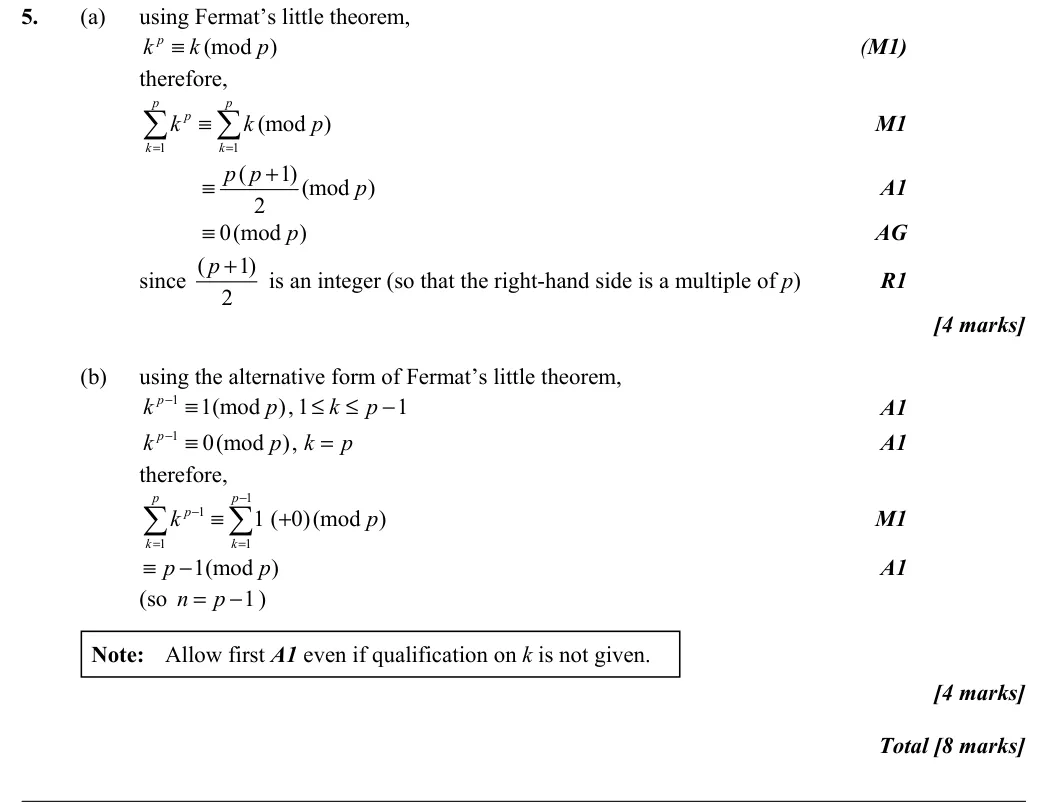 5. (a) using Fermat's little theorem,
k^p ≡ k (mod p) (M1)
therefore,
∑_{k=1}^{p} k^p ≡ ∑_{k=1}^{p} k (mod p) M1
≡ p(p+1)/2 (mod p) A1
≡ 0 (mod p) AG
since (p+1)/2 is an integer (so that the right-hand side is a multiple of p) R1
[4 marks]
(b) using the alternative form of Fermat's little theorem,
k^{p−1} ≡ 1 (mod p), 1 ≤ k ≤ p − 1 A1
k^{p−1} ≡ 0 (mod p), k = p A1
therefore,
∑_{k=1}^{p} k^{p−1} ≡ ∑_{k=1}^{p−1} 1 (+0) (mod p) M1
≡ p − 1 (mod p) A1
(so n = p − 1)
Note: Allow first A1 even if qualification on k is not given.
[4 marks]
Total [8 marks]